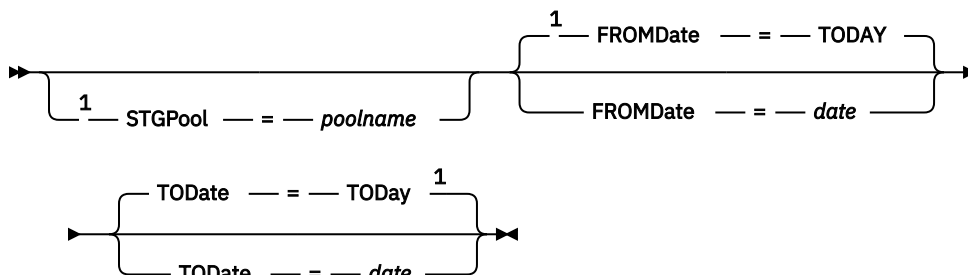 1 FROMDate = TODAY
1 STGPool = poolname
FROMDate = date
TODate = TODay 1
TODate = date